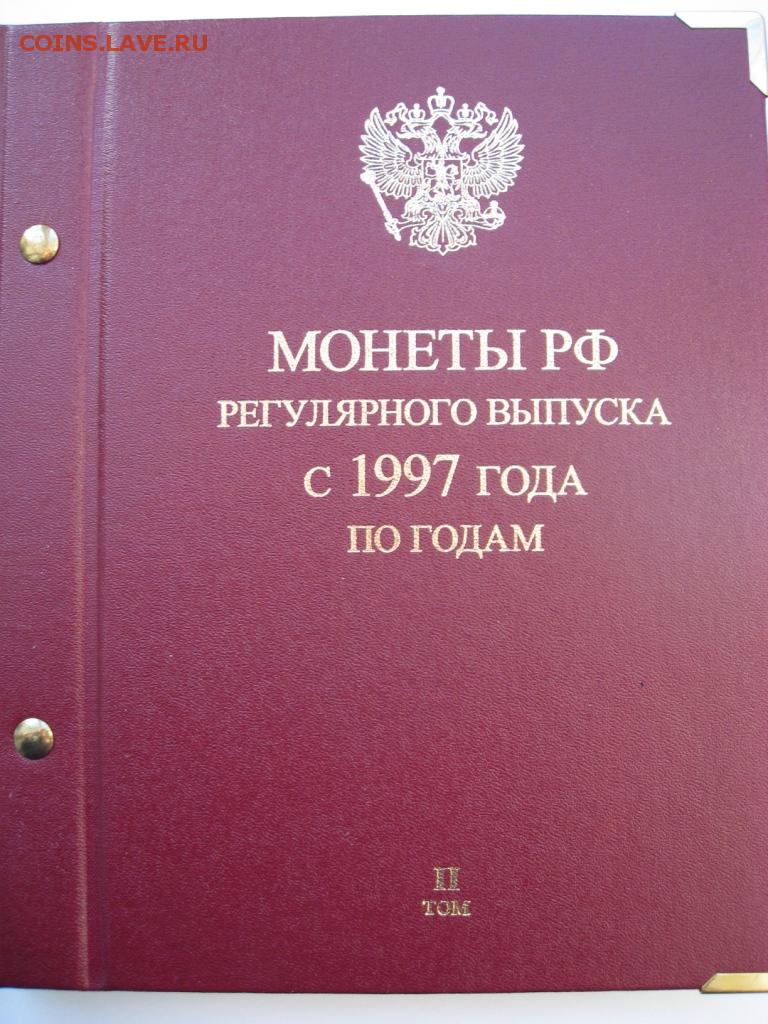 COINS.LAVE.RU
МОНЕТЫ РФ
РЕГУЛЯРНОГО ВЫПУСКА
С 1997 ГОДА
ПО ГОДАМ
II
ТОМ